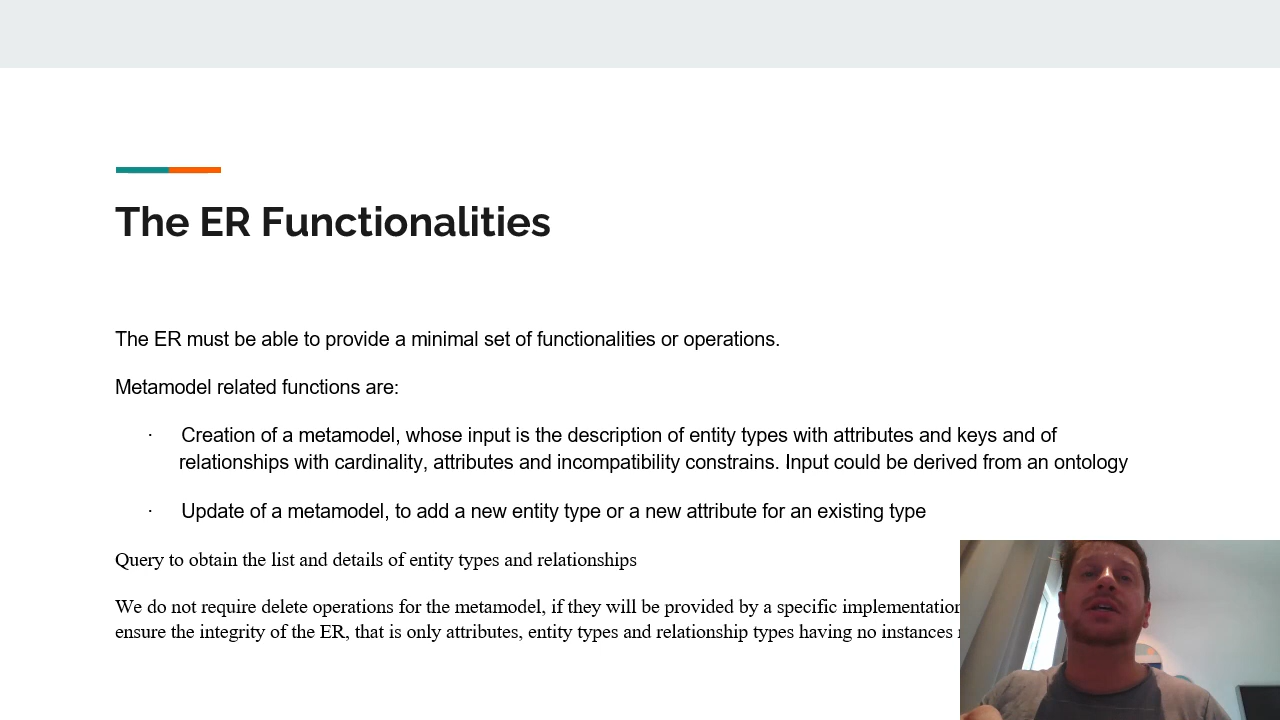 The ER Functionalities
The ER must be able to provide a minimal set of functionalities or operations.
Metamodel related functions are:
· Creation of a metamodel, whose input is the description of entity types with attributes and keys and of
relationships with cardinality, attributes and incompatibility constrains. Input could be derived from an ontology
· Update of a metamodel, to add a new entity type or a new attribute for an existing type
Query to obtain the list and details of entity types and relationships
We do not require delete operations for the metamodel, if they will be provided by a specific implementation
ensure the integrity of the ER, that is only attributes, entity types and relationship types having no instances